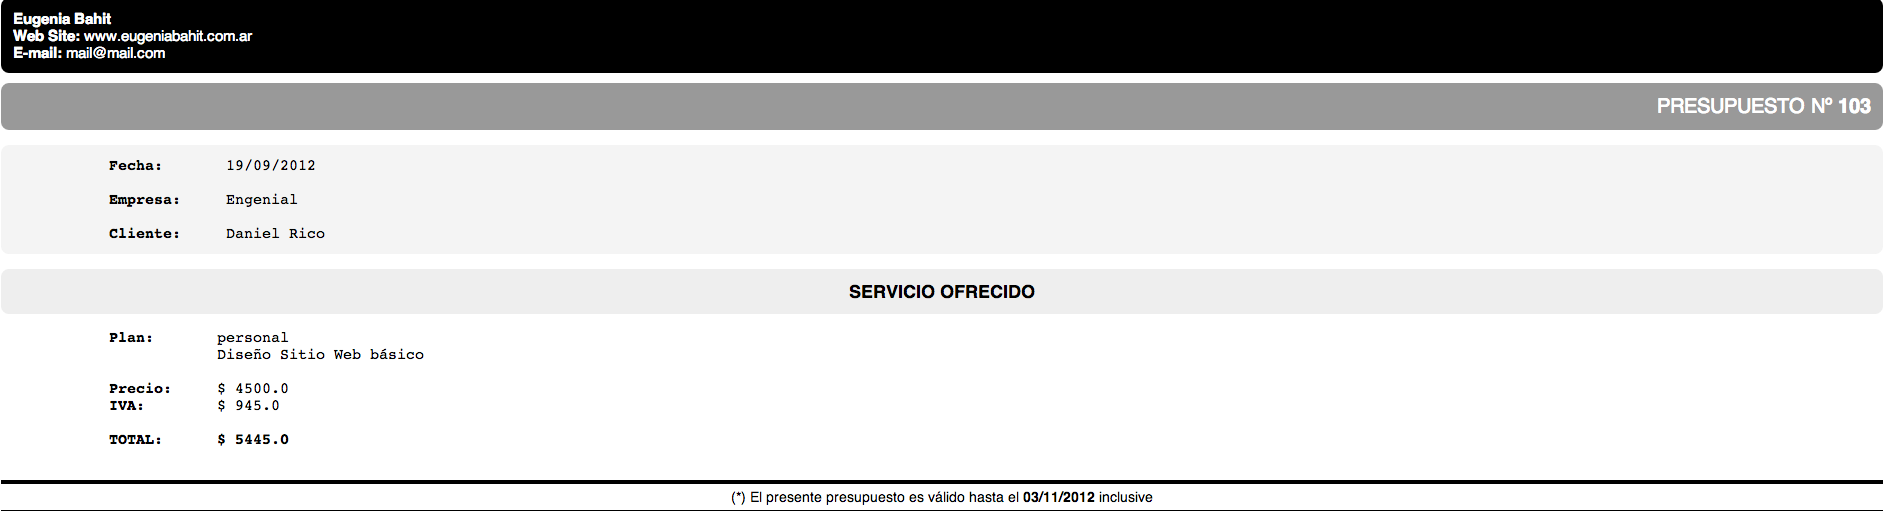 Eugenia Bahit
Web Site: www.eugeniabahit.com.ar
E-mail: mail@mail.com
PRESUPUESTO Nº 103
Fecha: 19/09/2012
Empresa: Engenial
Cliente: Daniel Rico
SERVICIO OFRECIDO
Plan: personal
Diseño Sitio Web básico
Precio: $ 4500.0
IVA: $ 945.0
TOTAL: $ 5445.0
(*) El presente presupuesto es válido hasta el 03/11/2012 inclusive